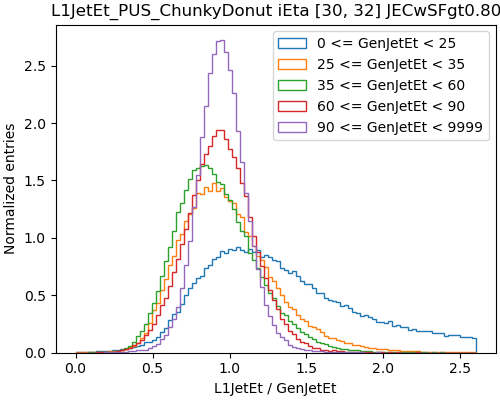 L1JetEt_PUS_ChunkyDonut iEta [30, 32] JECwSFgt0.80
0 <= GenJetEt < 25
25 <= GenJetEt < 35
35 <= GenJetEt < 60
60 <= GenJetEt < 90
90 <= GenJetEt < 9999
Normalized entries
2.5
2.0
1.5
1.0
0.5
0.0
0.0 0.5 1.0 1.5 2.0 2.5
L1JetEt / GenJetEt